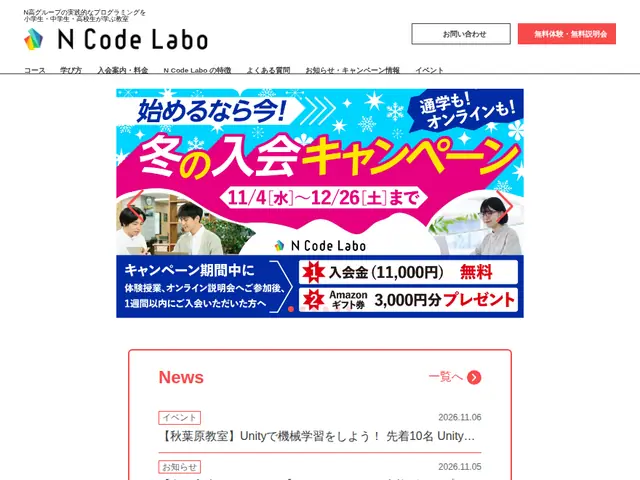 N高グループの実践的なプログラミングを
小学生・中学生・高校生が学ぶ教室
N Code Labo
お問い合わせ
無料体験・無料説明会
コース 学び方 入会案内・料金 N Code Labo の特徴 よくある質問 お知らせ・キャンペーン情報 イベント
始めるなら今！
通学も！
オンラインも！
冬の入会キャンペーン
11/4［水］～12/26［土］まで
N Code Labo
キャンペーン期間中に
体験授業、オンライン説明会へご参加後、
1週間以内にご入会いただいた方へ
1 入会金（11,000円） 無料
2 Amazonギフト券 3,000円分プレゼント
News
一覧へ
イベント 2026.11.06
【秋葉原教室】Unityで機械学習をしよう！ 先着10名 Unity…
お知らせ 2026.11.05